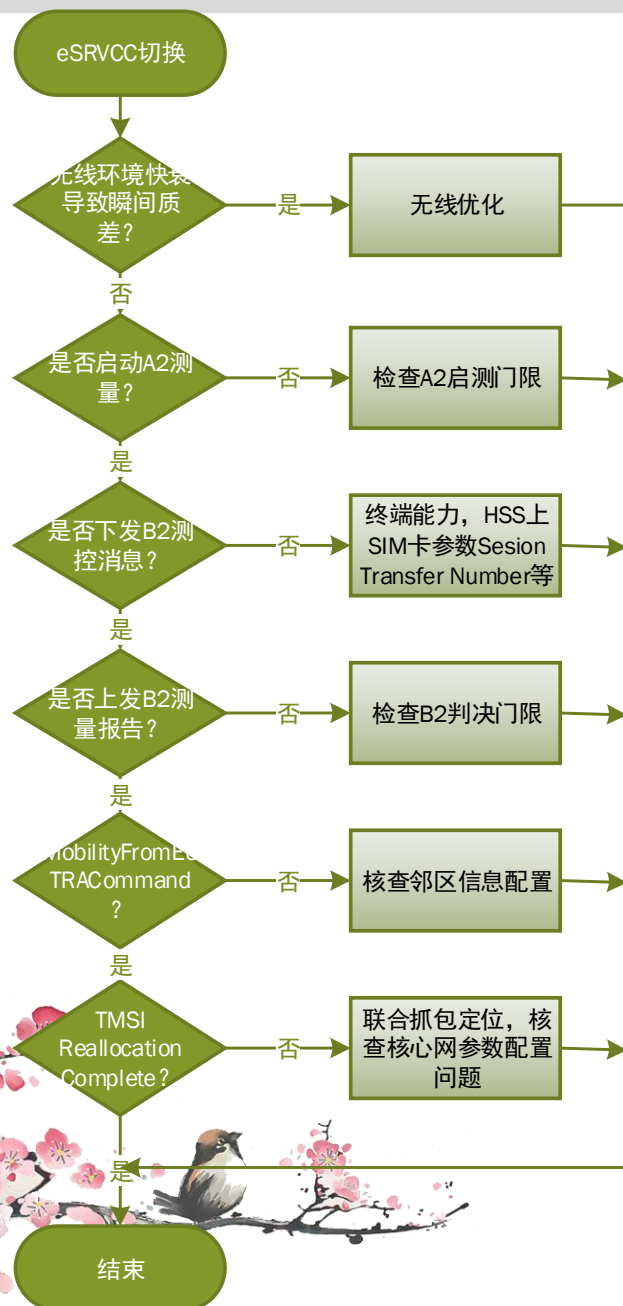 eSRVCC切换
无线环境快衰
导致瞬间质
差？
是
无线优化
否
是否启动A2测
量？
否
检查A2启测门限
是
是否下发B2测
控消息？
否
终端能力，HSS上
SIM卡参数Sesion
Transfer Number等
是
是否上发B2测
量报告？
否
检查B2判决门限
是
MobilityFromEU
TRACommand
？
否
核查邻区信息配置
是
TMSI
Reallocation
Complete？
否
联合抓包定位，核
查核心网参数配置
问题
是
结束